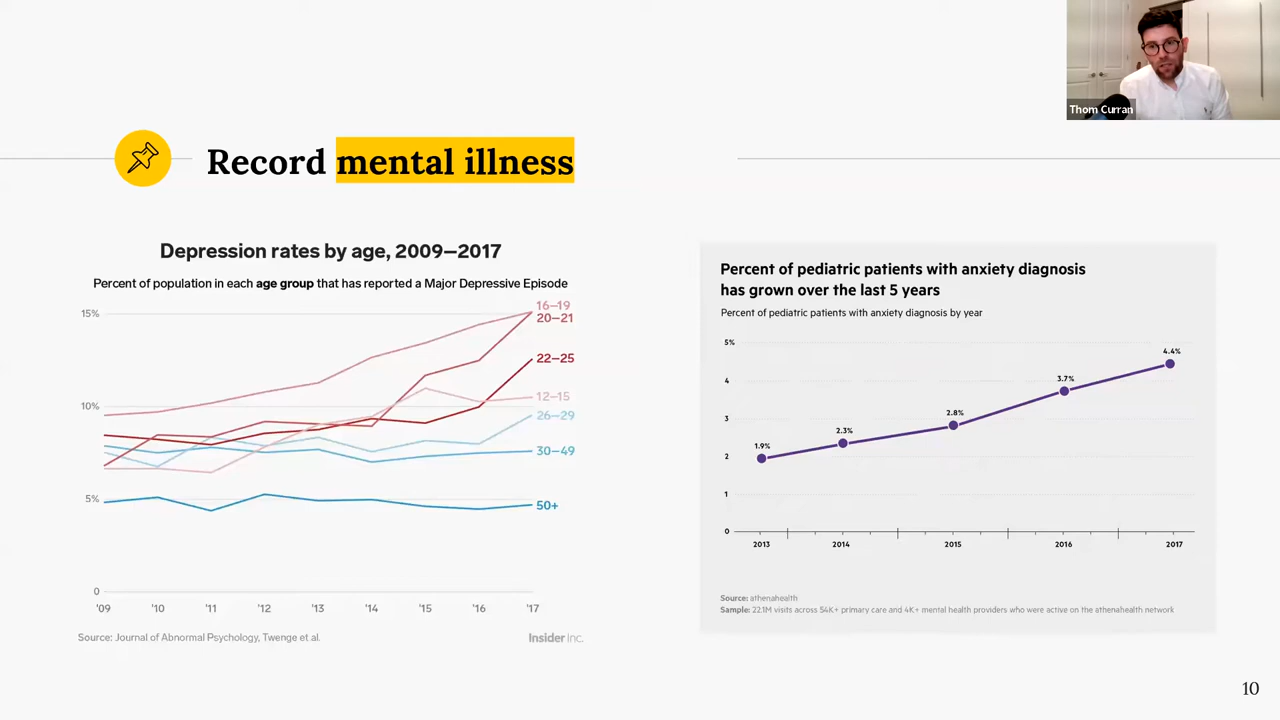 Thom Curran
Record mental illness
Depression rates by age, 2009–2017
Percent of population in each age group that has reported a Major Depressive Episode
15%
10%
5%
0
16–19
20–21
22–25
12–15
26–29
30–49
50+
'09 '10 '11 '12 '13 '14 '15 '16 '17
Source: Journal of Abnormal Psychology, Twenge et al.
Insider Inc.
Percent of pediatric patients with anxiety diagnosis
has grown over the last 5 years
Percent of pediatric patients with anxiety diagnosis by year
5%
4
3
2
1
0
1.9%
2.3%
2.8%
3.7%
4.4%
2013 2014 2015 2016 2017
Source: athenahealth
Sample: 22.1M visits across 54K+ primary care and 4K+ mental health providers who were active on the athenahealth network
10